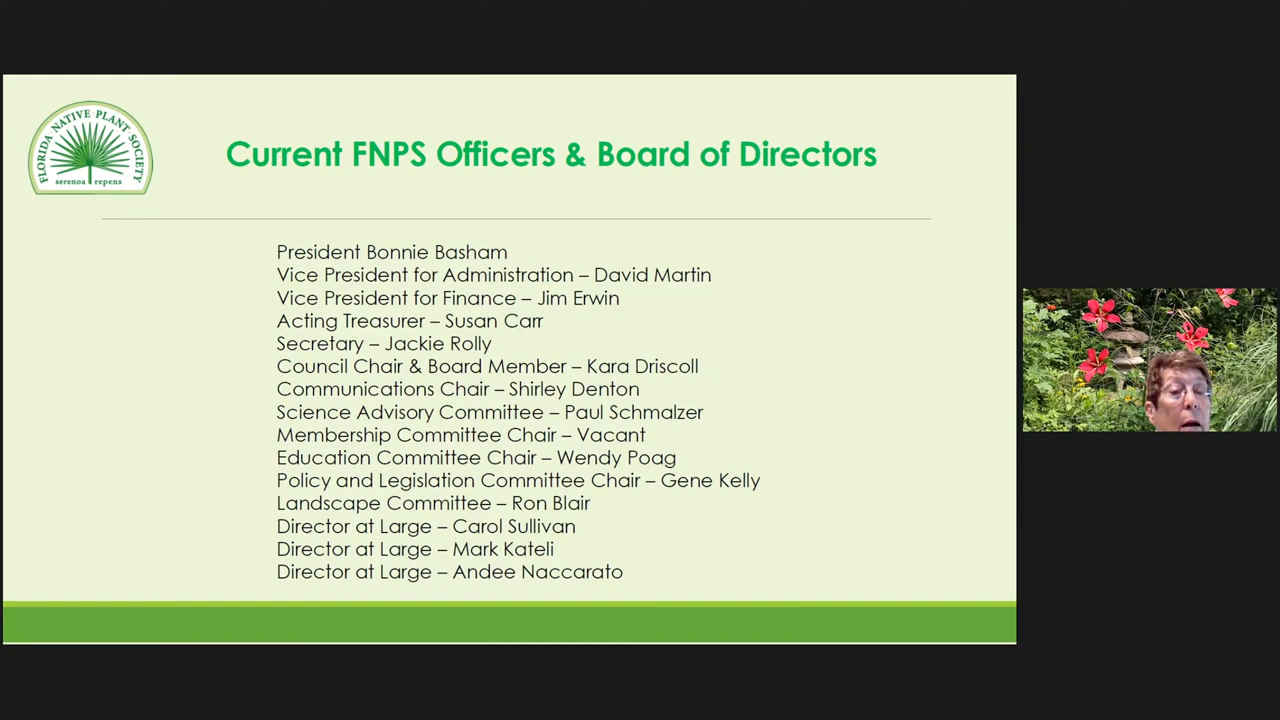 FLORIDA NATIVE PLANT SOCIETY
serenoa repens
Current FNPS Officers & Board of Directors
President Bonnie Basham
Vice President for Administration – David Martin
Vice President for Finance – Jim Erwin
Acting Treasurer – Susan Carr
Secretary – Jackie Rolly
Council Chair & Board Member – Kara Driscoll
Communications Chair – Shirley Denton
Science Advisory Committee – Paul Schmalzer
Membership Committee Chair – Vacant
Education Committee Chair – Wendy Poag
Policy and Legislation Committee Chair – Gene Kelly
Landscape Committee – Ron Blair
Director at Large – Carol Sullivan
Director at Large – Mark Kateli
Director at Large – Andee Naccarato